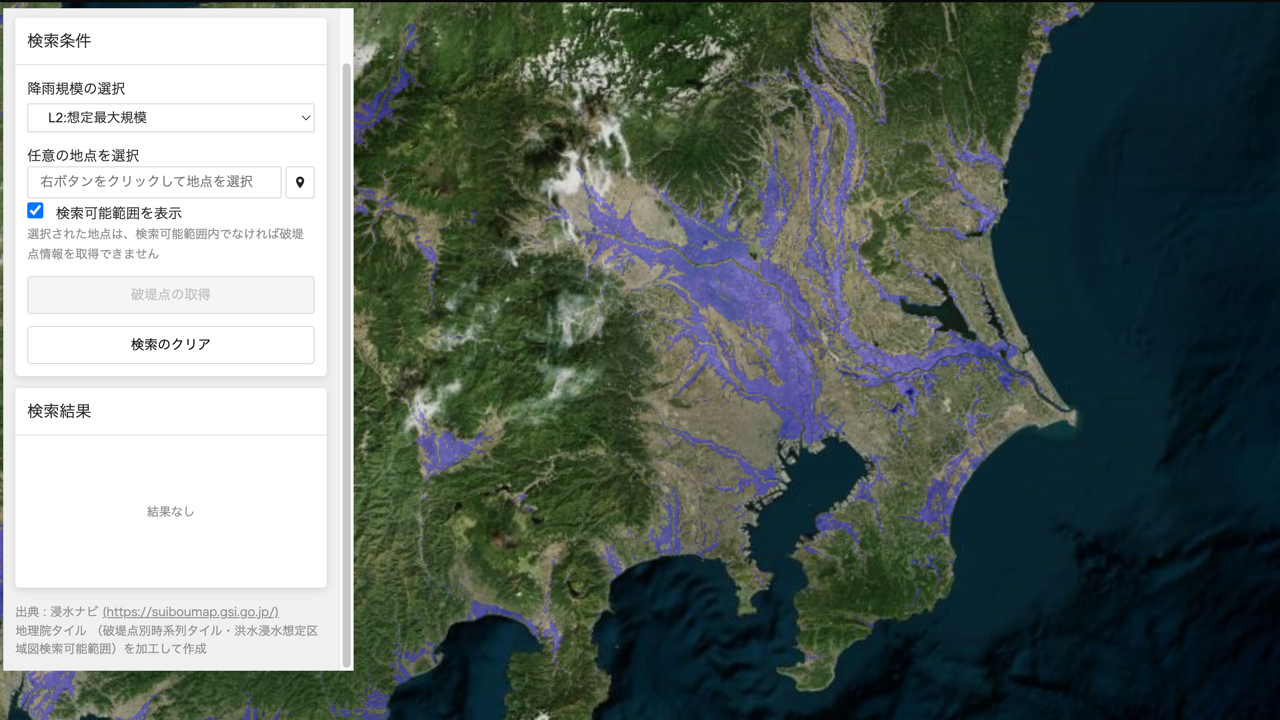 検索条件
降雨規模の選択
L2:想定最大規模
任意の地点を選択
右ボタンをクリックして地点を選択
検索可能範囲を表示
選択された地点は、検索可能範囲内でなければ破堤
点情報を取得できません
破堤点の取得
検索のクリア
検索結果
結果なし
出典 : 浸水ナビ (https://suiboumap.gsi.go.jp/)
地理院タイル （破堤点別時系列タイル・洪水浸水想定区
域図検索可能範囲）を加工して作成